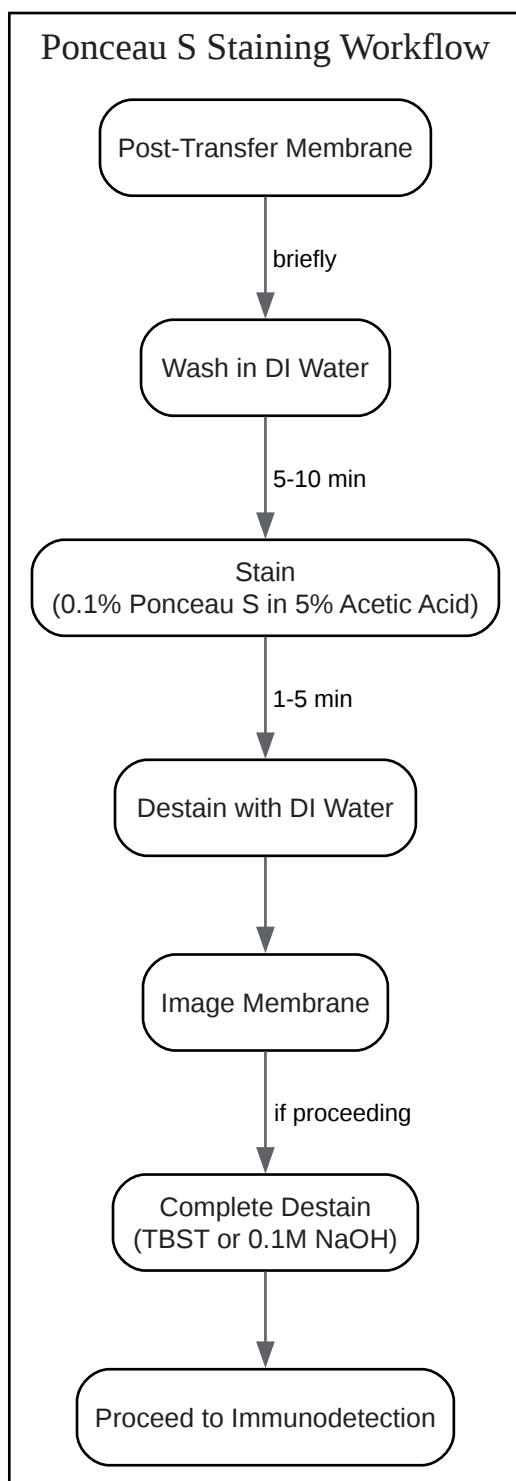 Ponceau S Staining Workflow
Post-Transfer Membrane
briefly
Wash in DI Water
5-10 min
Stain
(0.1% Ponceau S in 5% Acetic Acid)
1-5 min
Destain with DI Water
Image Membrane
if proceeding
Complete Destain
(TBST or 0.1M NaOH)
Proceed to Immunodetection